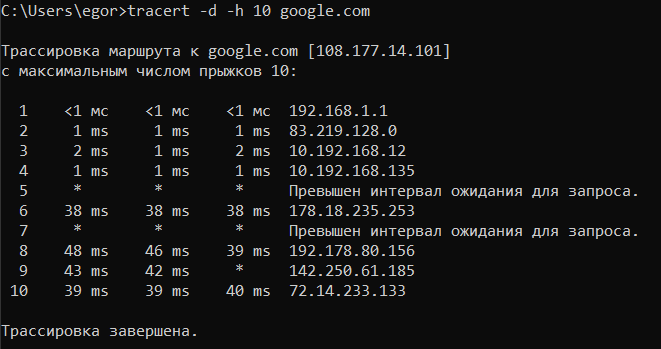 C:\Users\egor>tracert -d -h 10 google.com
Трассировка маршрута к google.com [108.177.14.101]
с максимальным числом прыжков 10:
1 <1 мс <1 мс <1 мс 192.168.1.1
2 1 ms 1 ms 1 ms 83.219.128.0
3 2 ms 1 ms 2 ms 10.192.168.12
4 1 ms 1 ms 1 ms 10.192.168.135
5 * * * Превышен интервал ожидания для запроса.
6 38 ms 38 ms 38 ms 178.18.235.253
7 * * * Превышен интервал ожидания для запроса.
8 48 ms 46 ms 39 ms 192.178.80.156
9 43 ms 42 ms * 142.250.61.185
10 39 ms 39 ms 40 ms 72.14.233.133
Трассировка завершена.